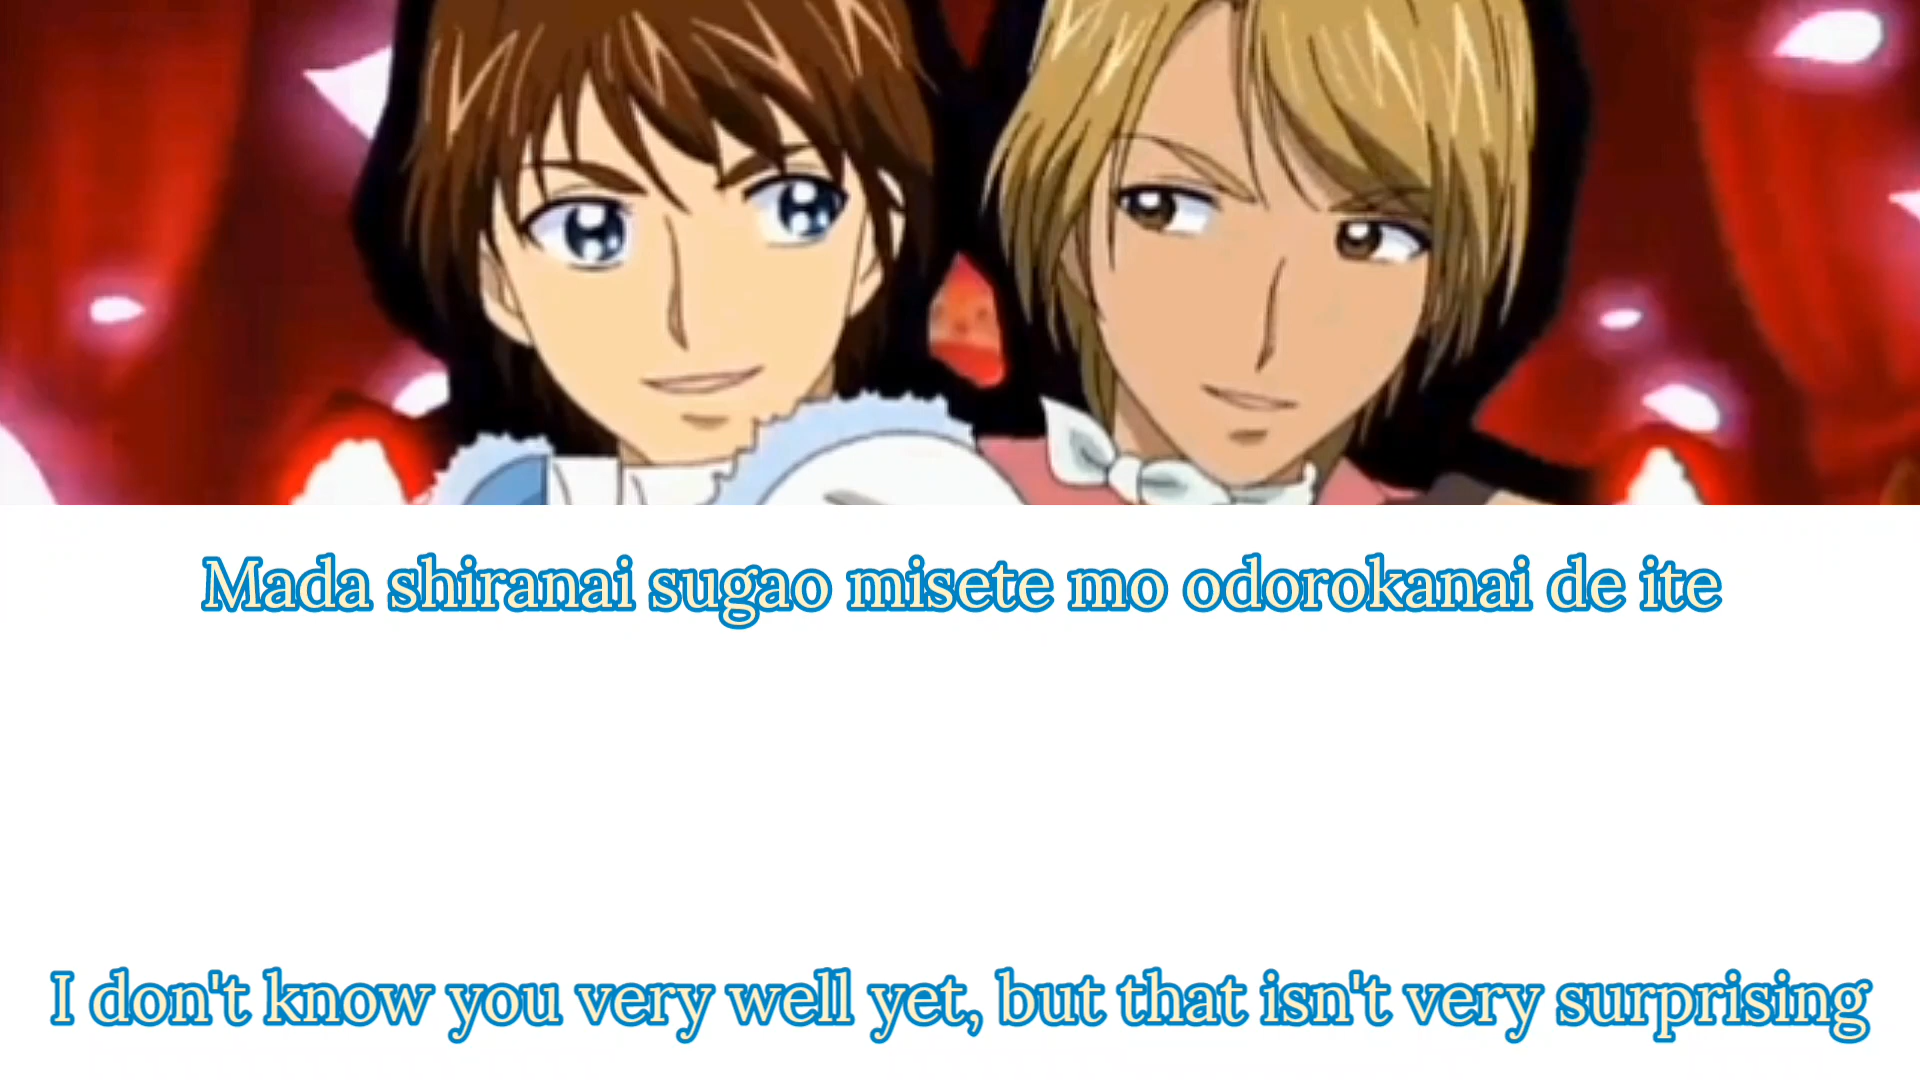 Mada shiranai sugao misete mo odorokanai de ite
I don't know you very well yet, but that isn't very surprising